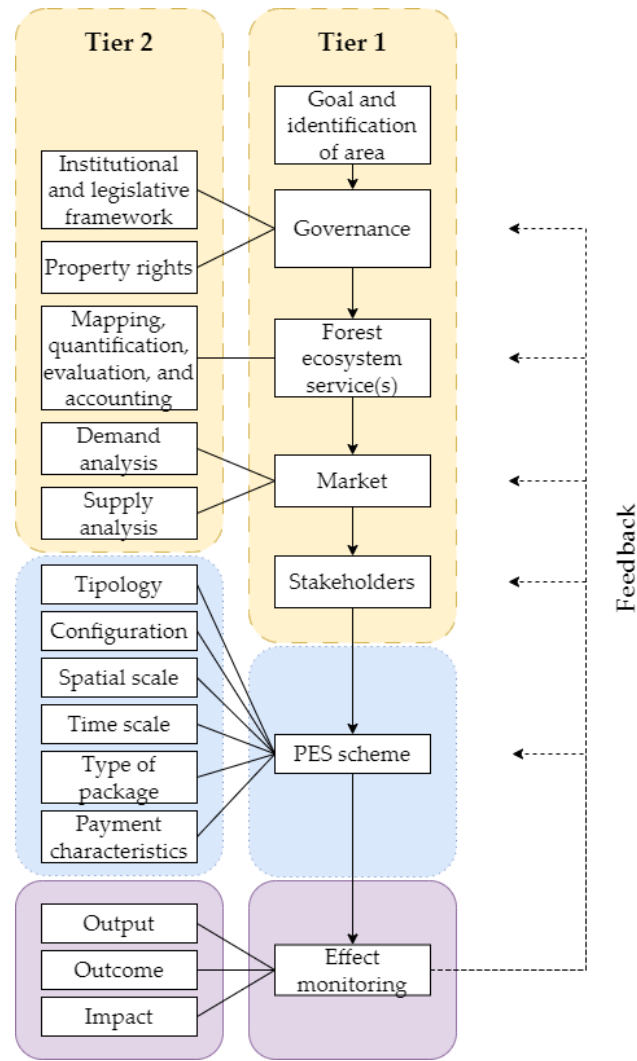 Tier 2
Tier 1
Goal and
identification
of area
Institutional
and legislative
framework
Property rights
Governance
Mapping,
quantification,
evaluation, and
accounting
Forest
ecosystem
service(s)
Demand
analysis
Supply
analysis
Market
Stakeholders
Tipology
Configuration
Spatial scale
Time scale
Type of
package
Payment
characteristics
PES scheme
Output
Outcome
Impact
Effect
monitoring
Feedback